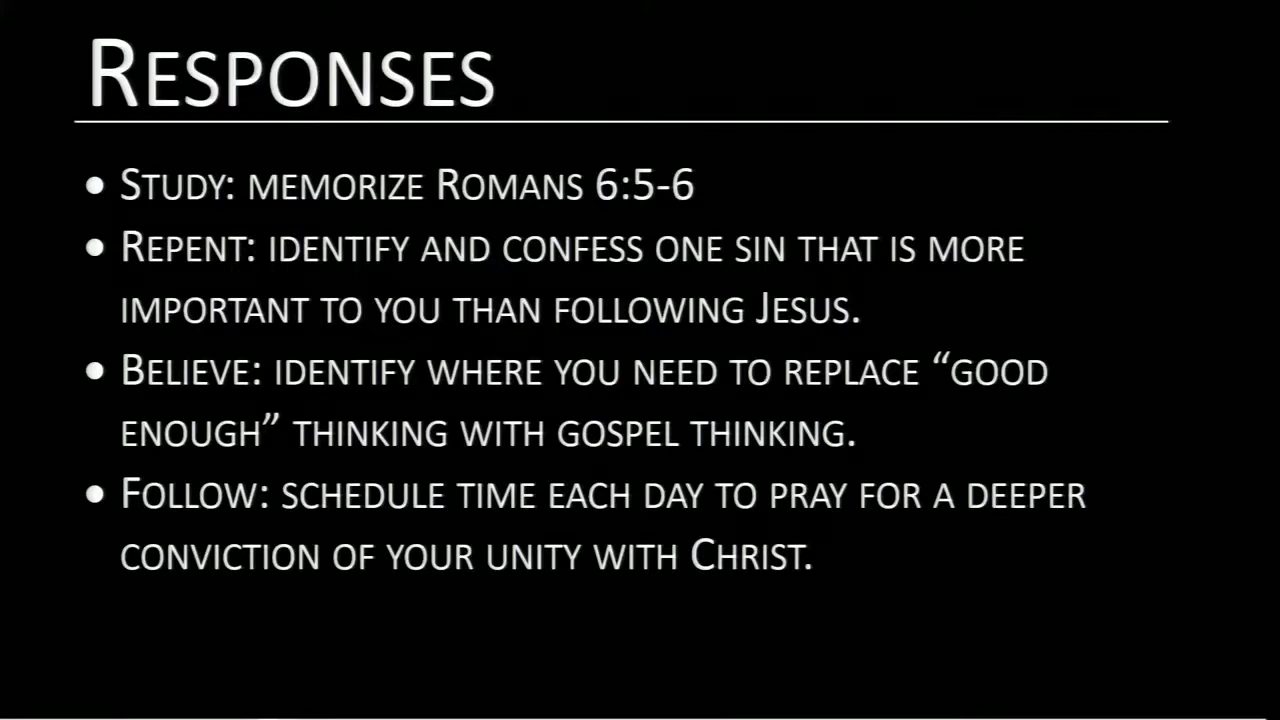 Responses
• Study: memorize Romans 6:5-6
• Repent: identify and confess one sin that is more
important to you than following Jesus.
• Believe: identify where you need to replace “good
enough” thinking with gospel thinking.
• Follow: schedule time each day to pray for a deeper
conviction of your unity with Christ.